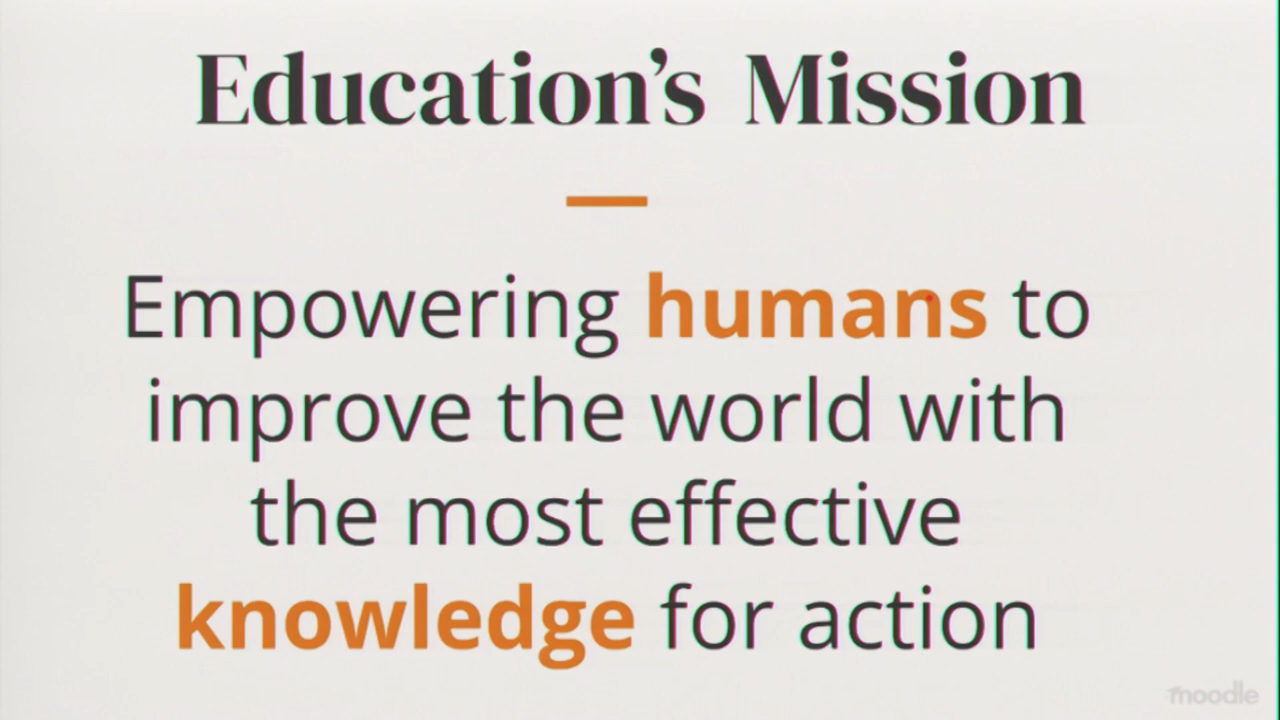 Education's Mission
Empowering humans to
improve the world with
the most effective
knowledge for action
moodle